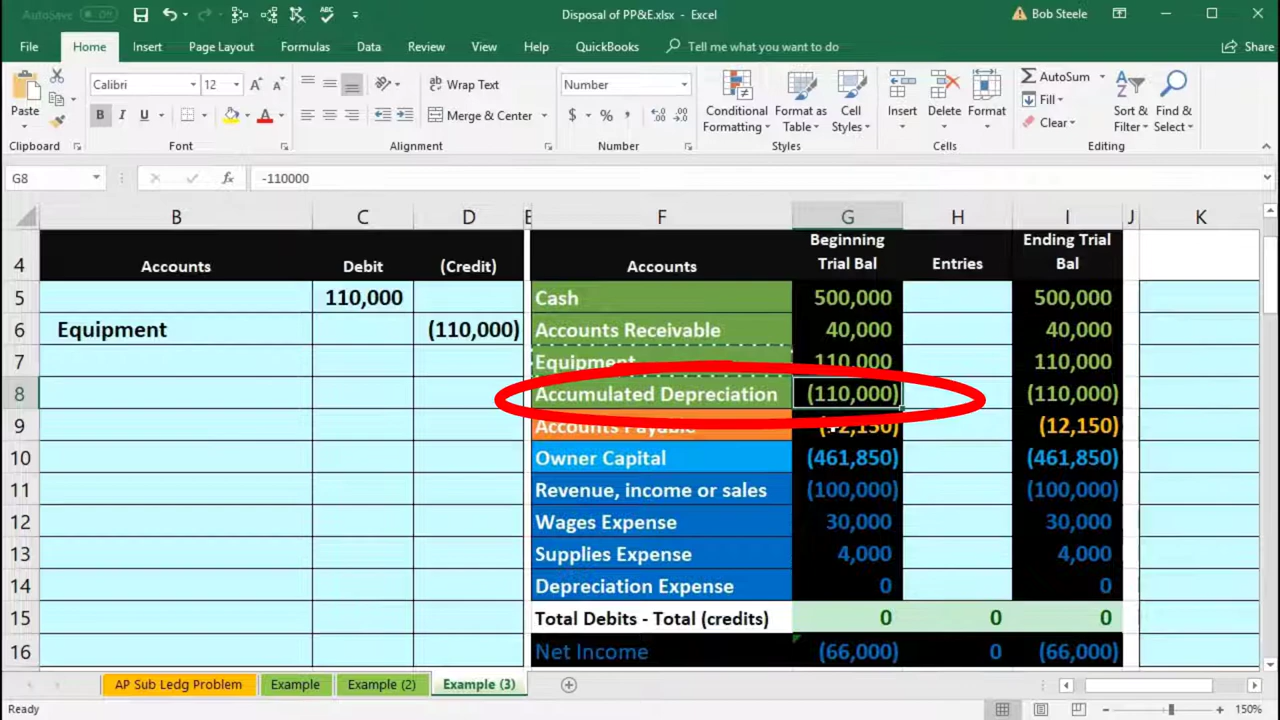 AutoSave Off
Disposal of PP&E.xlsx - Excel
Bob Steele
File Home Insert Page Layout Formulas Data Review View Help QuickBooks Tell me what you want to do Share
Paste
Calibri 12
B I U
Wrap Text
Merge & Center
Number
$ % ,
Conditional Formatting
Format as Table
Cell Styles
Insert Delete Format
AutoSum
Fill
Clear
Sort & Filter
Find & Select
Clipboard Font Alignment Number Styles Cells Editing
G8 fx -110000
B C D E F G H I J K
4 Accounts Debit (Credit) Accounts Beginning Trial Bal Entries Ending Trial Bal
5 110,000 Cash 500,000 500,000
6 Equipment (110,000) Accounts Receivable 40,000 40,000
7 Equipment 110,000 110,000
8 Accumulated Depreciation (110,000) (110,000)
9 Accounts Payable (12,150) (12,150)
10 Owner Capital (461,850) (461,850)
11 Revenue, income or sales (100,000) (100,000)
12 Wages Expense 30,000 30,000
13 Supplies Expense 4,000 4,000
14 Depreciation Expense 0 0
15 Total Debits - Total (credits) 0 0 0
16 Net Income (66,000) 0 (66,000)
AP Sub Ledg Problem Example Example (2) Example (3)
Ready 150%